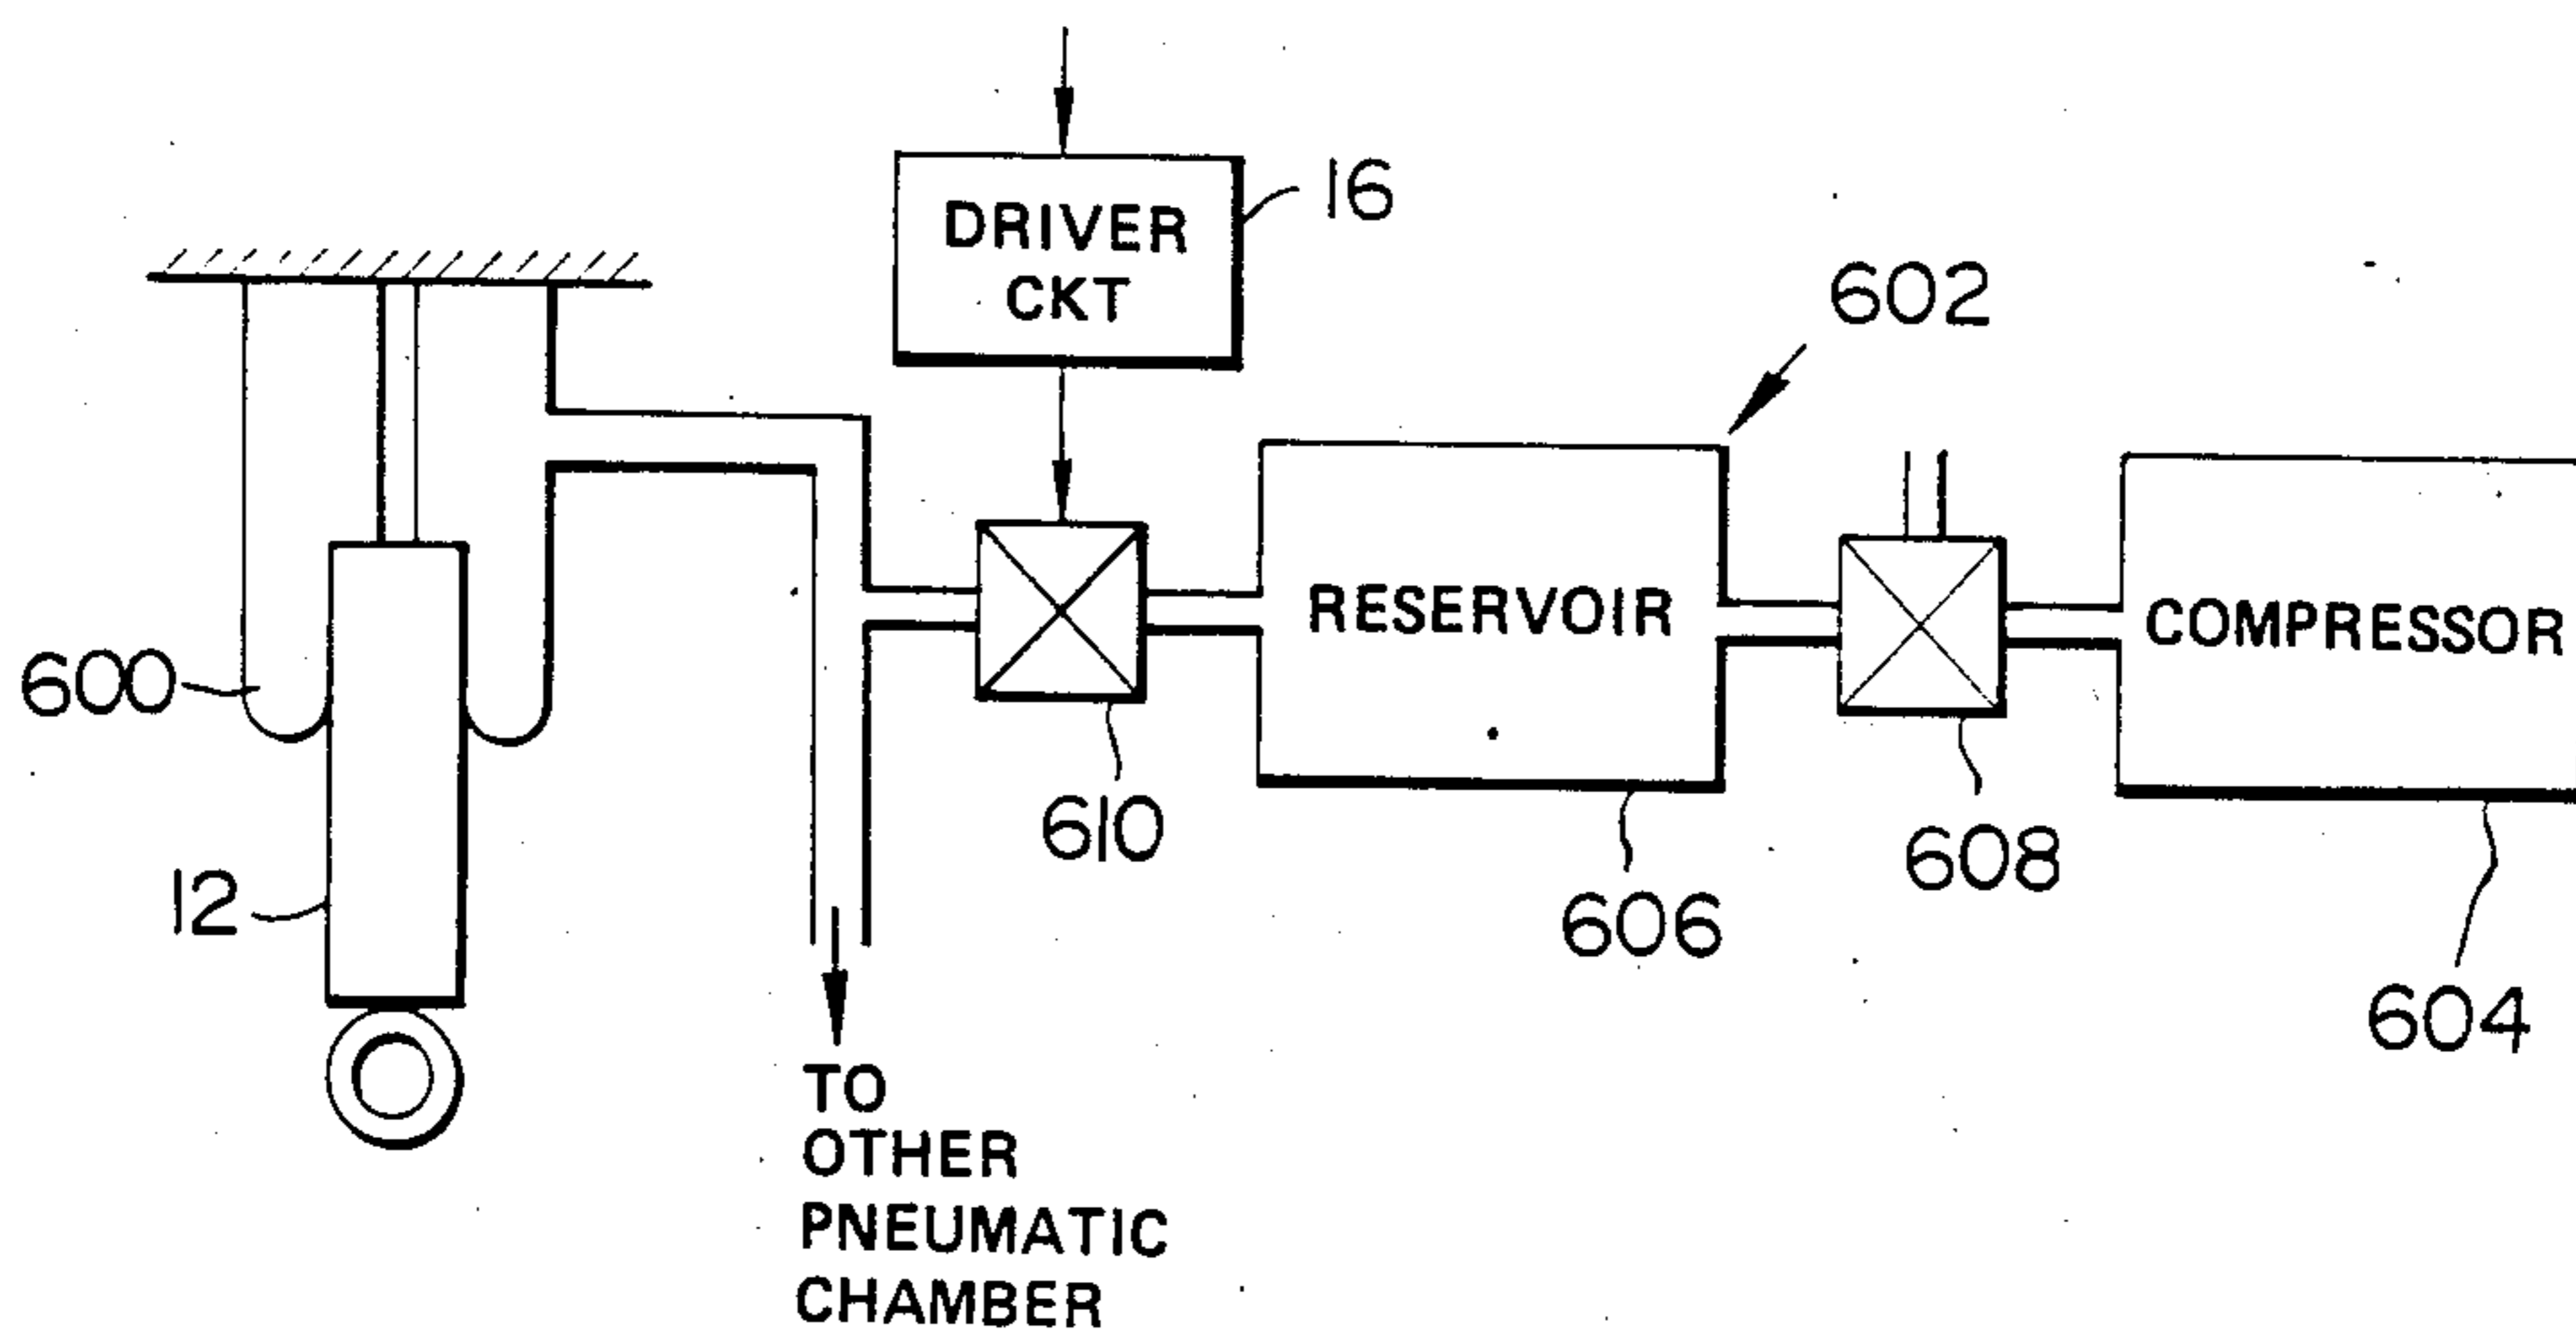 16
DRIVER
CKT
602
RESERVOIR
COMPRESSOR
600
610
608
12
606
604
TO
OTHER
PNEUMATIC
CHAMBER